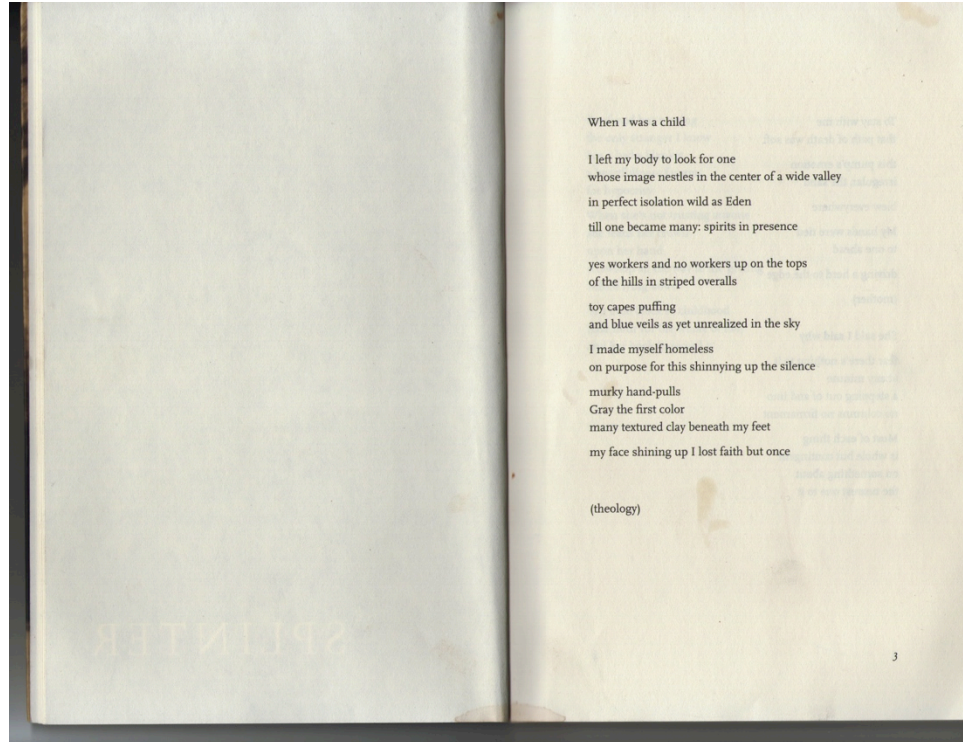 SPLINTER
When I was a child
I left my body to look for one
whose image nestles in the center of a wide valley
in perfect isolation wild as Eden
till one became many: spirits in presence
yes workers and no workers up on the tops
of the hills in striped overalls
toy capes puffing
and blue veils as yet unrealized in the sky
I made myself homeless
on purpose for this shinnying up the silence
murky hand-pulls
Gray the first color
many textured clay beneath my feet
my face shining up I lost faith but once
(theology)
3